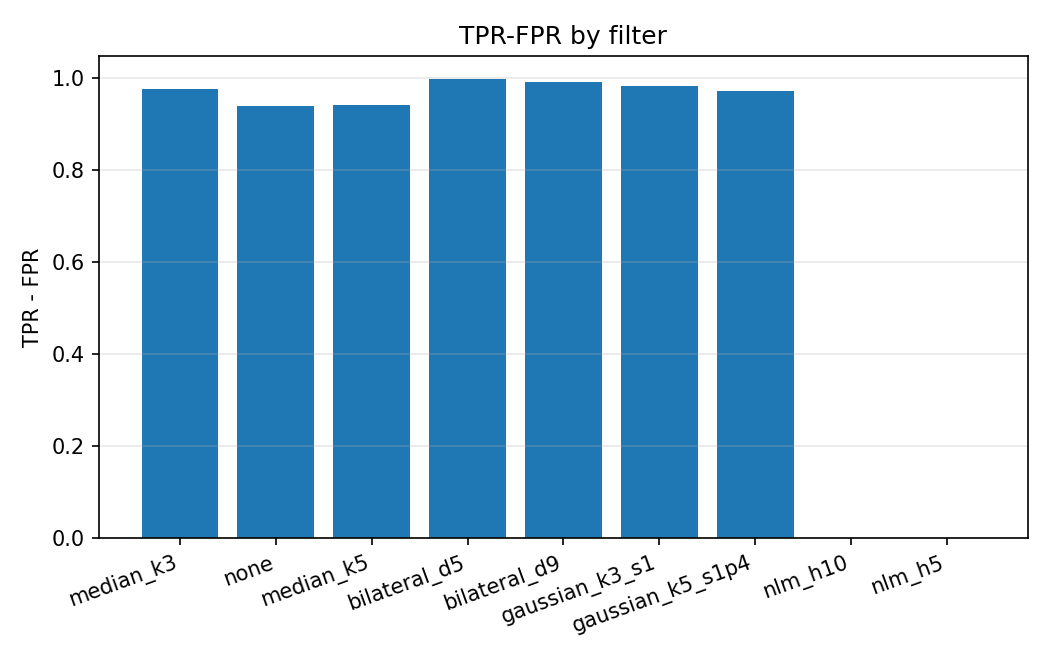 TPR-FPR by filter
TPR - FPR
1.0
0.8
0.6
0.4
0.2
0.0
median_k3
none
median_k5
bilateral_d5
bilateral_d9
gaussian_k3_s1
gaussian_k5_s1p4
nlm_h10
nlm_h5